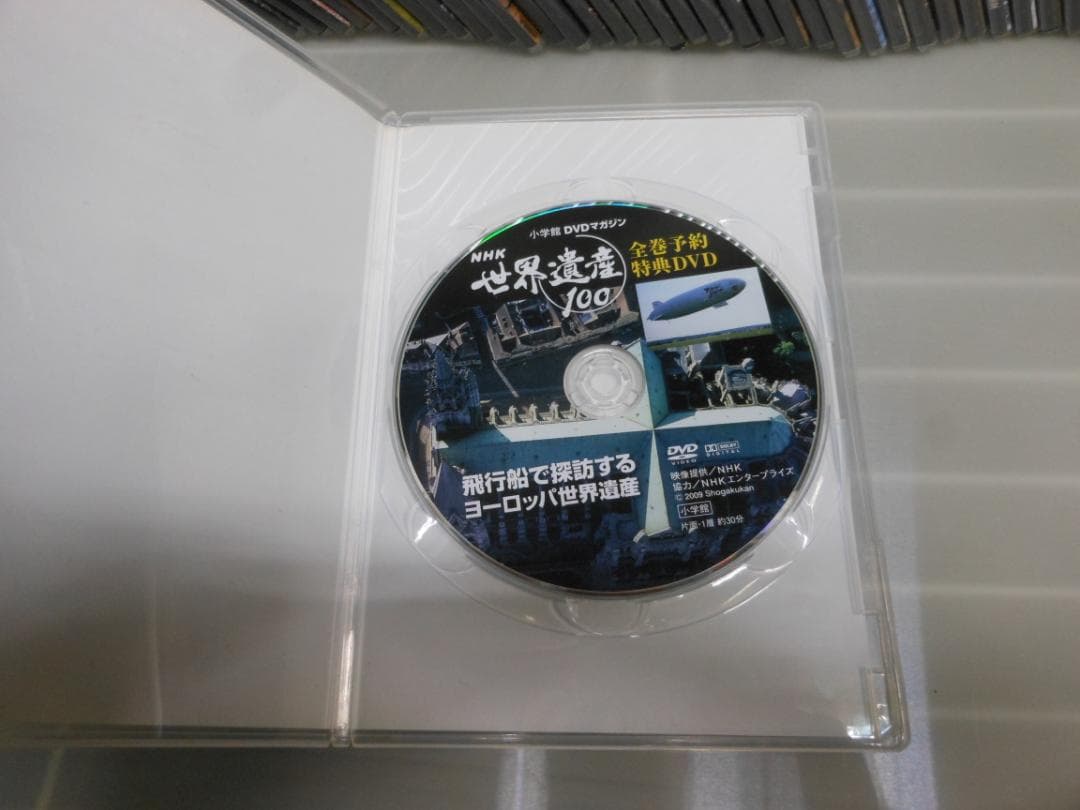 小学館 DVDマガジン
NHK
世界遺産
100
全巻予約
特典DVD
飛行船で探訪する
ヨーロッパ世界遺産
DVD
VIDEO
DOLBY
DIGITAL
映像提供/NHK
協力/NHKエンタープライズ
© 2009 Shogakukan
小学館
片面・1層 約30分